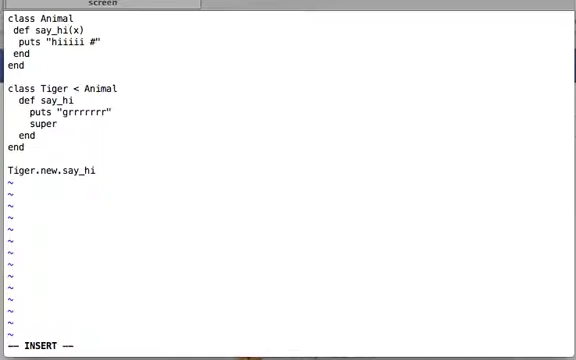 screen
class Animal
def say_hi(x)
puts "hiiiii #"
end
end
class Tiger < Animal
def say_hi
puts "grrrrrrr"
super
end
end
Tiger.new.say_hi
~
~
~
~
~
~
~
~
~
~
~
~
~
~
-- INSERT --